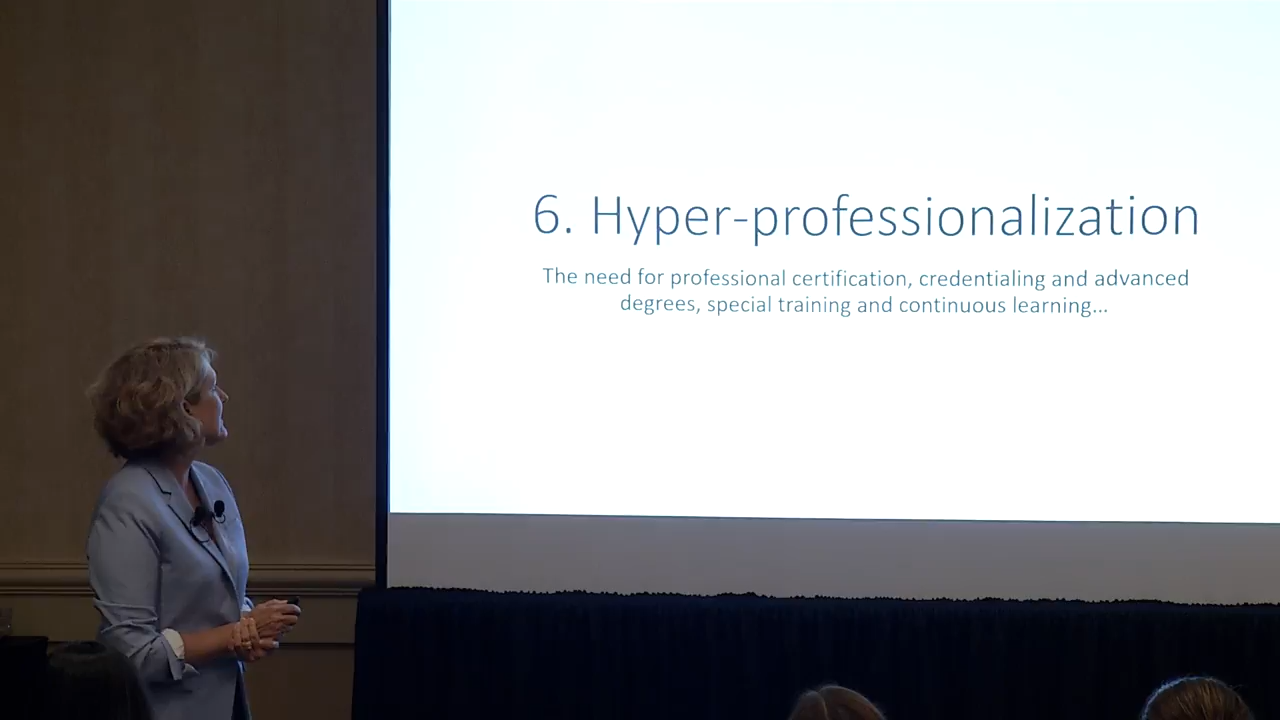 6. Hyper-professionalization
The need for professional certification, credentialing and advanced
degrees, special training and continuous learning...